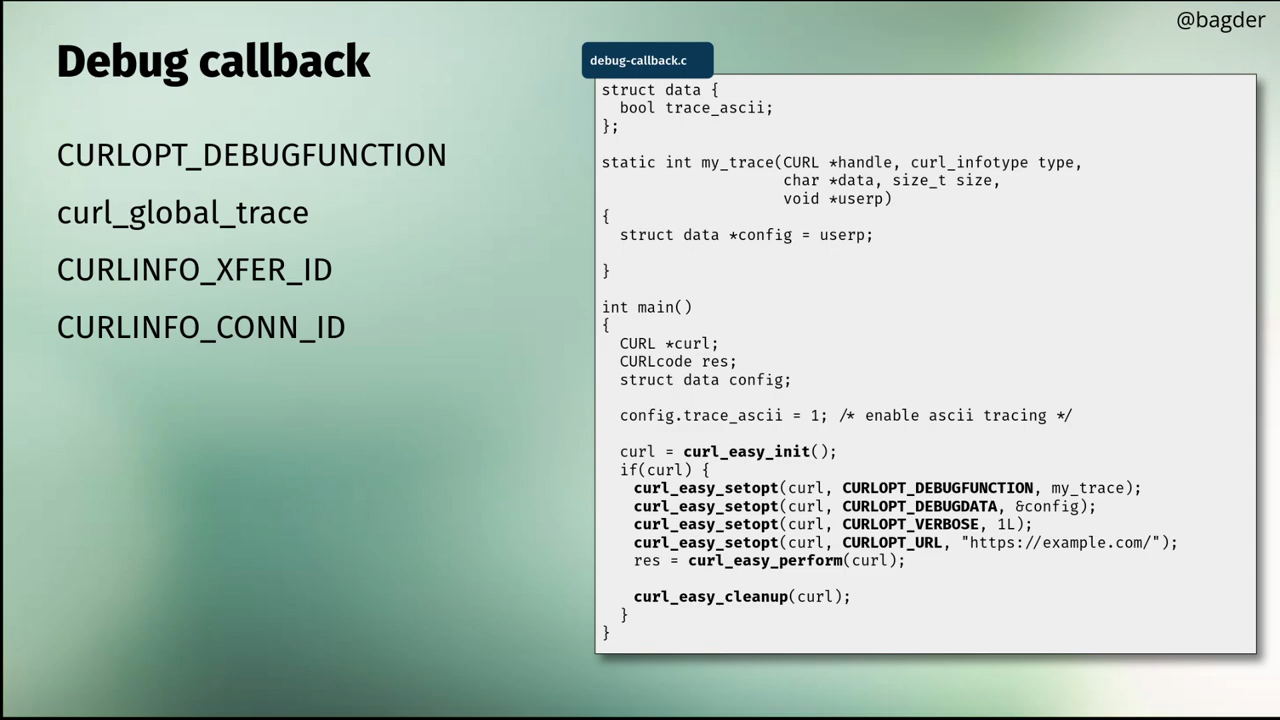 @bagder
Debug callback
CURLOPT_DEBUGFUNCTION
curl_global_trace
CURLINFO_XFER_ID
CURLINFO_CONN_ID
debug-callback.c
struct data {
  bool trace_ascii;
};

static int my_trace(CURL *handle, curl_infotype type,
                    char *data, size_t size,
                    void *userp)
{
  struct data *config = userp;

}

int main()
{
  CURL *curl;
  CURLcode res;
  struct data config;

  config.trace_ascii = 1; /* enable ascii tracing */

  curl = curl_easy_init();
  if(curl) {
    curl_easy_setopt(curl, CURLOPT_DEBUGFUNCTION, my_trace);
    curl_easy_setopt(curl, CURLOPT_DEBUGDATA, &config);
    curl_easy_setopt(curl, CURLOPT_VERBOSE, 1L);
    curl_easy_setopt(curl, CURLOPT_URL, "https://example.com/");
    res = curl_easy_perform(curl);

    curl_easy_cleanup(curl);
  }
}